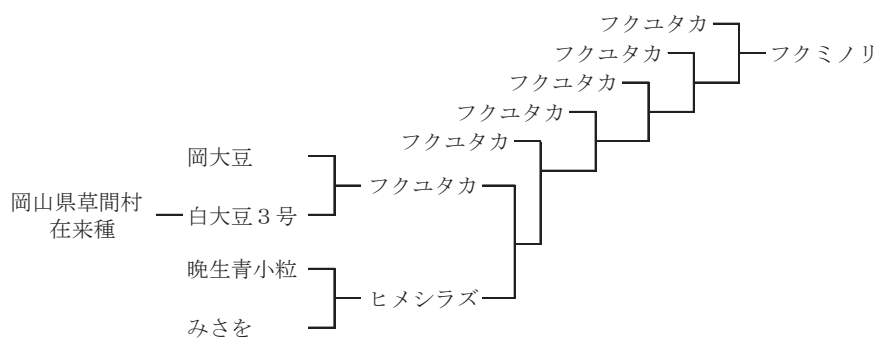 フクユタカ
フクユタカ
フクミノリ
フクユタカ
フクユタカ
フクユタカ
岡大豆
フクユタカ
岡山県草間村
在来種
白大豆３号
晩生青小粒
ヒメシラズ
みさを